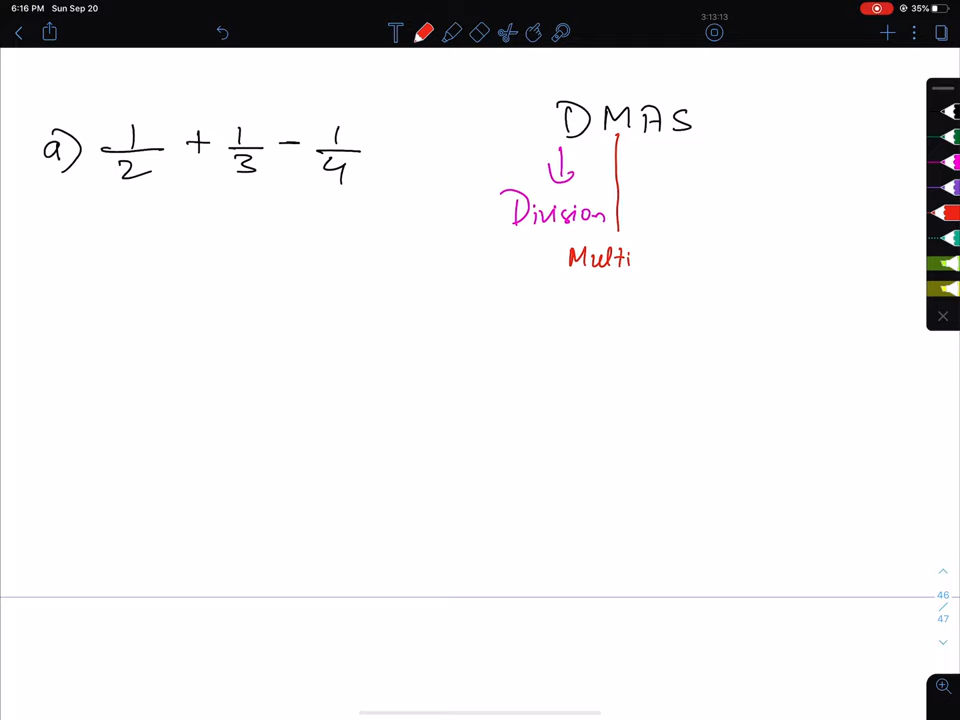 6:16 PM Sun Sep 20
35%
3:13:13
T
a) 1/2 + 1/3 - 1/4
DMAS
Division
Multi
46
/
47